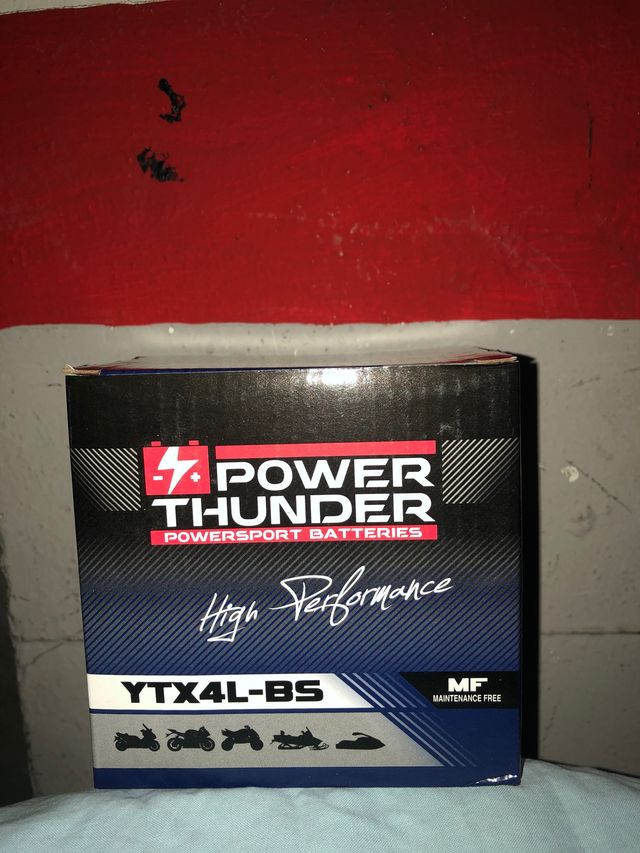 - +
POWER
THUNDER
POWERSPORT BATTERIES
High Performance
YTX4L-BS
MF
MAINTENANCE FREE